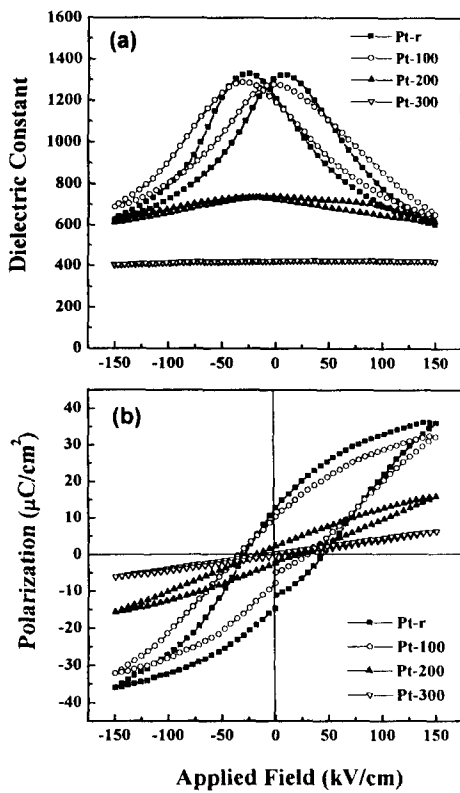 (a)
Pt-r
Pt-100
Pt-200
Pt-300
Dielectric Constant
1600
1400
1200
1000
800
600
400
200
0
-150 -100 -50 0 50 100 150
(b)
Polarization (μC/cm²)
40
30
20
10
0
-10
-20
-30
-40
Pt-r
Pt-100
Pt-200
Pt-300
-150 -100 -50 0 50 100 150
Applied Field (kV/cm)